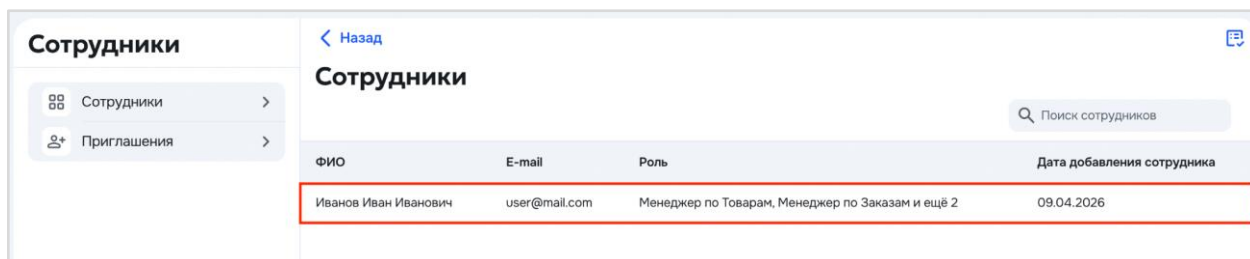 Сотрудники
Сотрудники
Приглашения
Назад
Сотрудники
Поиск сотрудников
ФИО E-mail Роль Дата добавления сотрудника
Иванов Иван Иванович user@mail.com Менеджер по Товарам, Менеджер по Заказам и ещё 2 09.04.2026